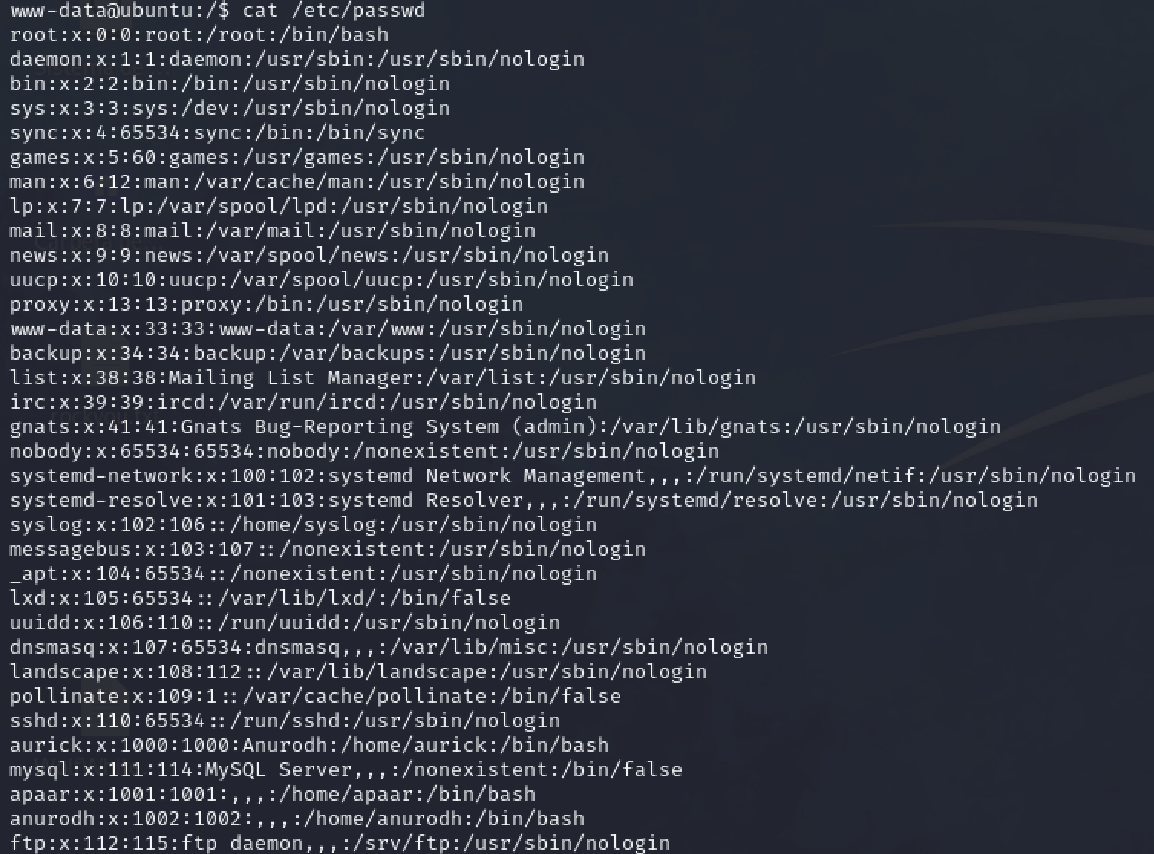 www-data@ubuntu:/$ cat /etc/passwd
root:x:0:0:root:/root:/bin/bash
daemon:x:1:1:daemon:/usr/sbin:/usr/sbin/nologin
bin:x:2:2:bin:/bin:/usr/sbin/nologin
sys:x:3:3:sys:/dev:/usr/sbin/nologin
sync:x:4:65534:sync:/bin:/bin/sync
games:x:5:60:games:/usr/games:/usr/sbin/nologin
man:x:6:12:man:/var/cache/man:/usr/sbin/nologin
lp:x:7:7:lp:/var/spool/lpd:/usr/sbin/nologin
mail:x:8:8:mail:/var/mail:/usr/sbin/nologin
news:x:9:9:news:/var/spool/news:/usr/sbin/nologin
uucp:x:10:10:uucp:/var/spool/uucp:/usr/sbin/nologin
proxy:x:13:13:proxy:/bin:/usr/sbin/nologin
www-data:x:33:33:www-data:/var/www:/usr/sbin/nologin
backup:x:34:34:backup:/var/backups:/usr/sbin/nologin
list:x:38:38:Mailing List Manager:/var/list:/usr/sbin/nologin
irc:x:39:39:ircd:/var/run/ircd:/usr/sbin/nologin
gnats:x:41:41:Gnats Bug-Reporting System (admin):/var/lib/gnats:/usr/sbin/nologin
nobody:x:65534:65534:nobody:/nonexistent:/usr/sbin/nologin
systemd-network:x:100:102:systemd Network Management,,,:/run/systemd/netif:/usr/sbin/nologin
systemd-resolve:x:101:103:systemd Resolver,,,:/run/systemd/resolve:/usr/sbin/nologin
syslog:x:102:106::/home/syslog:/usr/sbin/nologin
messagebus:x:103:107::/nonexistent:/usr/sbin/nologin
_apt:x:104:65534::/nonexistent:/usr/sbin/nologin
lxd:x:105:65534::/var/lib/lxd/:/bin/false
uuidd:x:106:110::/run/uuidd:/usr/sbin/nologin
dnsmasq:x:107:65534:dnsmasq,,,:/var/lib/misc:/usr/sbin/nologin
landscape:x:108:112::/var/lib/landscape:/usr/sbin/nologin
pollinate:x:109:1::/var/cache/pollinate:/bin/false
sshd:x:110:65534::/run/sshd:/usr/sbin/nologin
aurick:x:1000:1000:Anurodh:/home/aurick:/bin/bash
mysql:x:111:114:MySQL Server,,,:/nonexistent:/bin/false
apaar:x:1001:1001:,,,:/home/apaar:/bin/bash
anurodh:x:1002:1002:,,,:/home/anurodh:/bin/bash
ftp:x:112:115:ftp daemon,,,:/srv/ftp:/usr/sbin/nologin